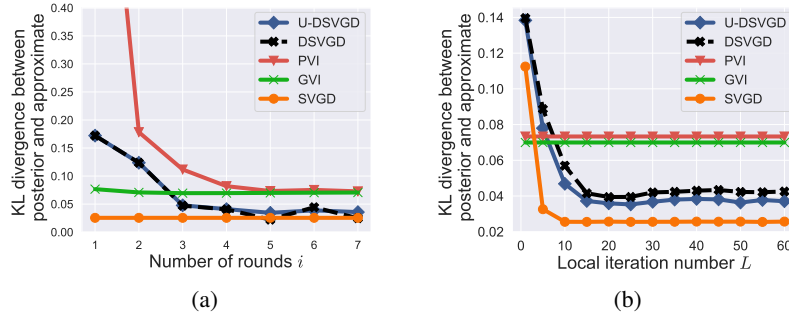 KL divergence between
posterior and approximate
0.40
0.35
0.30
0.25
0.20
0.15
0.10
0.05
0.00
1 2 3 4 5 6 7
Number of rounds i
U-DSVGD
DSVGD
PVI
GVI
SVGD
(a)
KL divergence between
posterior and approximate
0.14
0.12
0.10
0.08
0.06
0.04
0.02
0 10 20 30 40 50 60
Local iteration number L
U-DSVGD
DSVGD
PVI
GVI
SVGD
(b)